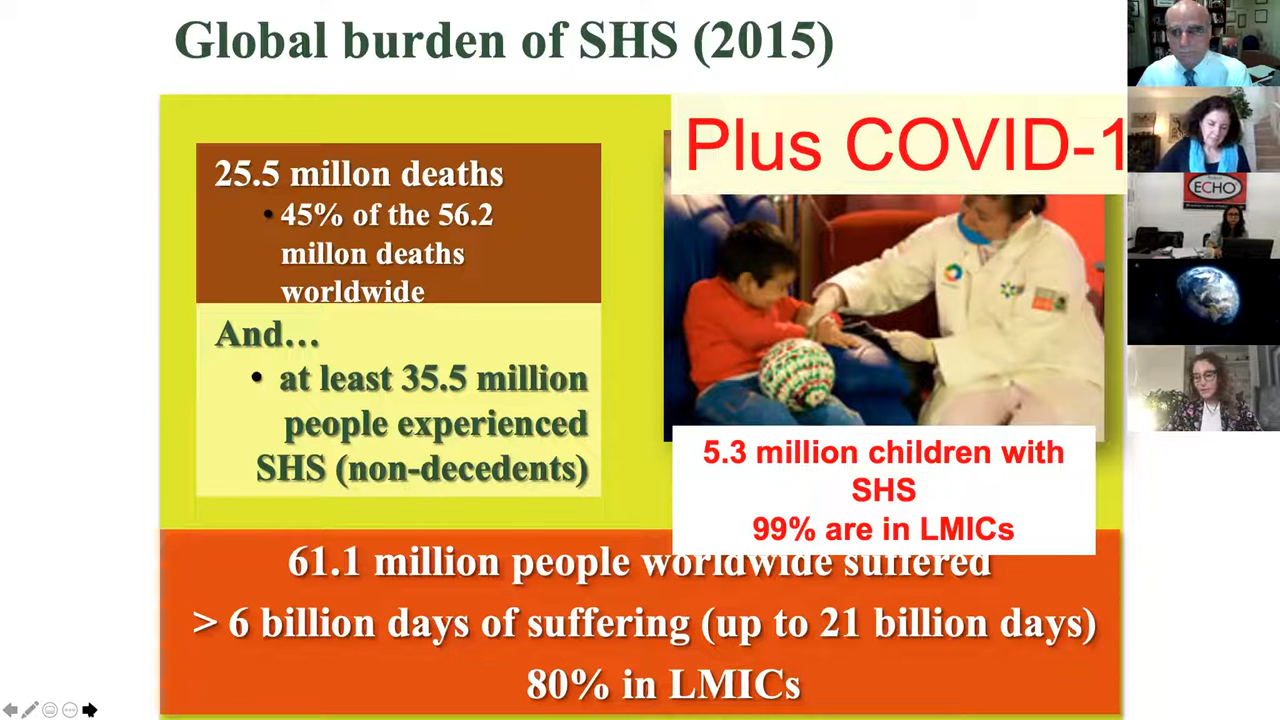 Global burden of SHS (2015)
25.5 millon deaths
• 45% of the 56.2
millon deaths
worldwide
And…
• at least 35.5 million
people experienced
SHS (non-decedents)
Plus COVID-1
5.3 million children with
SHS
99% are in LMICs
61.1 million people worldwide suffered
> 6 billion days of suffering (up to 21 billion days)
80% in LMICs
ECHO